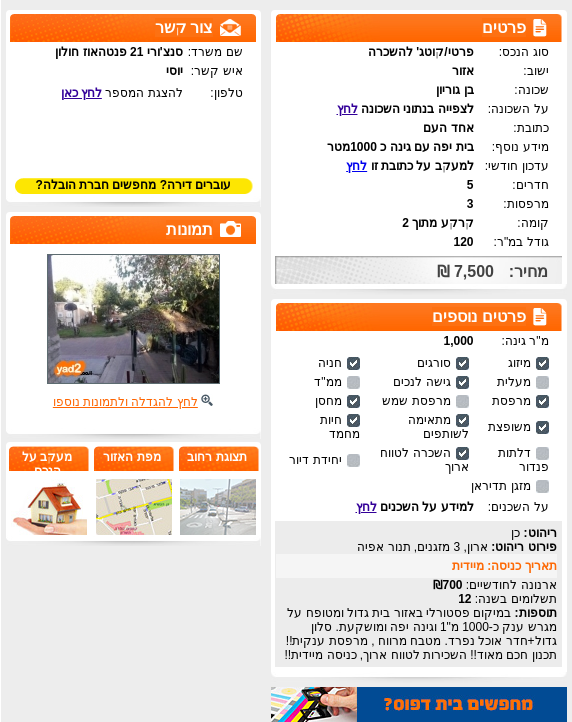 פרטים
סוג הנכס: פרטי/קוטג' להשכרה
ישוב: אזור
שכונה: בן גוריון
על השכונה: לצפייה בנתוני השכונה לחץ
כתובת: אחד העם
מידע נוסף: בית יפה עם גינה כ 1000מטר
עדכון חודשי: למעקב על כתובת זו לחץ
חדרים: 5
מרפסות: 3
קומה: קרקע מתוך 2
גודל במ"ר: 120
מחיר: 7,500 ₪
פרטים נוספים
מ"ר גינה: 1,000
מיזוג סורגים חניה
מעלית גישה לנכים ממ"ד
מרפסת מרפסת שמש מחסן
משופצת מתאימה לשותפים חיות מחמד
דלתות פנדור השכרה לטווח ארוך יחידת דיור
מזגן תדיראן
על השכנים: למידע על השכנים לחץ
ריהוט: כן
פירוט ריהוט: ארון, 3 מזגנים, תנור אפיה
תאריך כניסה: מיידית
ארנונה לחודשיים: 700₪
תשלומים בשנה: 12
תוספות: במיקום פסטורלי באזור בית גדול ומטופח על
מגרש ענק כ-1000 מ"1 וגינה יפה ומושקעת. סלון
גדול+חדר אוכל נפרד. מטבח מרווח , מרפסת ענקית!!
תכנון חכם מאוד!! השכירות לטווח ארוך, כניסה מיידית!!
מחפשים בית דפוס?
צור קשר
שם משרד: סנצ'ורי 21 פנטהאוז חולון
איש קשר: יוסי
טלפון: להצגת המספר לחץ כאן
עוברים דירה? מחפשים חברת הובלה?
תמונות
yad2
לחץ להגדלה ולתמונות נוספו
תצוגת רחוב
מפת האזור
מעקב על
הנכס